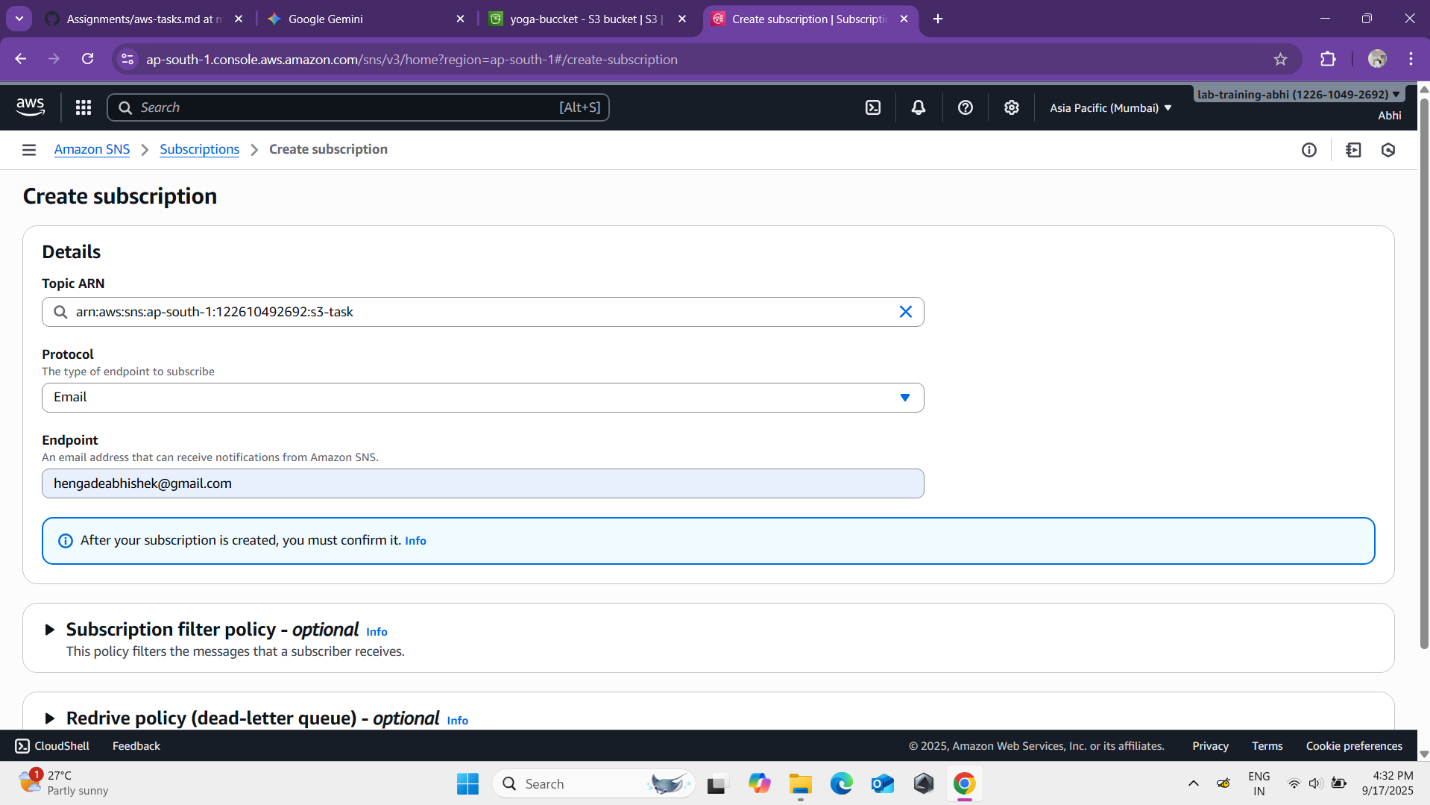 Assignments/aws-tasks.md at n
Google Gemini
yoga-buccket - S3 bucket | S3 |
Create subscription | Subscripti
ap-south-1.console.aws.amazon.com/sns/v3/home?region=ap-south-1#/create-subscription
aws
Search
[Alt+S]
Asia Pacific (Mumbai)
lab-training-abhi (1226-1049-2692)
Abhi
Amazon SNS
Subscriptions
Create subscription
Create subscription
Details
Topic ARN
arn:aws:sns:ap-south-1:122610492692:s3-task
Protocol
The type of endpoint to subscribe
Email
Endpoint
An email address that can receive notifications from Amazon SNS.
hengadeabhishek@gmail.com
After your subscription is created, you must confirm it. Info
Subscription filter policy - optional Info
This policy filters the messages that a subscriber receives.
Redrive policy (dead-letter queue) - optional Info
CloudShell
Feedback
© 2025, Amazon Web Services, Inc. or its affiliates.
Privacy
Terms
Cookie preferences
1
27°C
Partly sunny
Search
ENG
IN
4:32 PM
9/17/2025